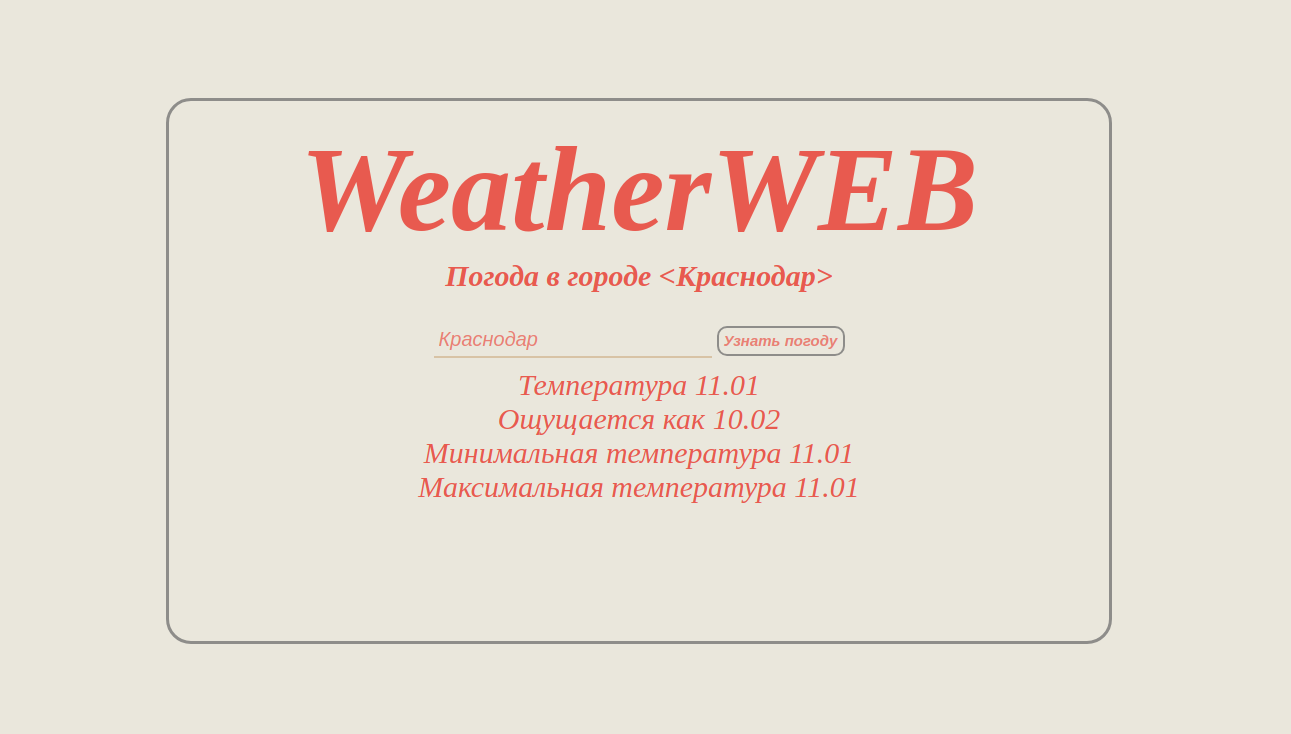 WeatherWEB
Погода в городе <Краснодар>
Краснодар Узнать погоду
Температура 11.01
Ощущается как 10.02
Минимальная температура 11.01
Максимальная температура 11.01